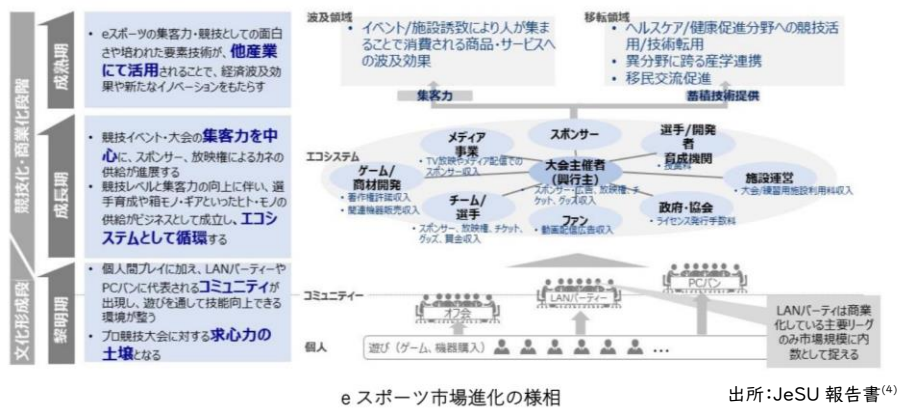 競技化・商業化段階
文化形成段
成熟期
• eスポーツの集客力・競技としての面白
さや培われた要素技術が、他産業
にて活用されることで、経済波及効
果や新たなイノベーションをもたらす
成長期
• 競技イベント・大会の集客力を中
心に、スポンサー、放映権によるカネの
供給が進展する
• 競技レベルと集客力の向上に伴い、選
手育成や箱モノ・ギアといったヒト・モノの
供給がビジネスとして成立し、エコシ
ステムとして循環する
黎明期
• 個人間プレイに加え、LANパーティーや
PCバンに代表されるコミュニティが
出現し、遊びを通して技能向上できる
環境が整う
• プロ競技大会に対する求心力の
土壌となる
波及領域
• イベント/施設誘致により人が集ま
ることで消費される商品・サービスへ
の波及効果
移転領域
• ヘルスケア/健康促進分野への競技活
用/技術転用
• 異分野に跨る産学連携
• 移民交流促進
集客力
蓄積技術提供
エコシステム
メディア
事業
• TV放映やメディア配信での
スポンサー収入
スポンサー
選手/開発
者
育成機関
• 授業料
ゲーム/
商材開発
• 著作権許諾収入
• 関連機器販売収入
大会主催者
(興行主)
スポンサー・広告、放映権、チ
ケット、グッズ収入
施設運営
• 大会/練習用施設利用料収入
チーム/
選手
• スポンサー、放映権、チケット、
グッズ、賞金収入
ファン
• 動画配信広告収入
政府・協会
• ライセンス発行手数料
コミュニティー
オフ会
LANパーティー
PCバン
LANパーティは商業
化している主要リーグ
のみ市場規模に内
数として捉える
個人
遊び（ゲーム、機器購入）
...
e スポーツ市場進化の様相
出所：JeSU 報告書(4)